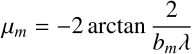 μ_m = −2 arctan 2 / (b_m λ)